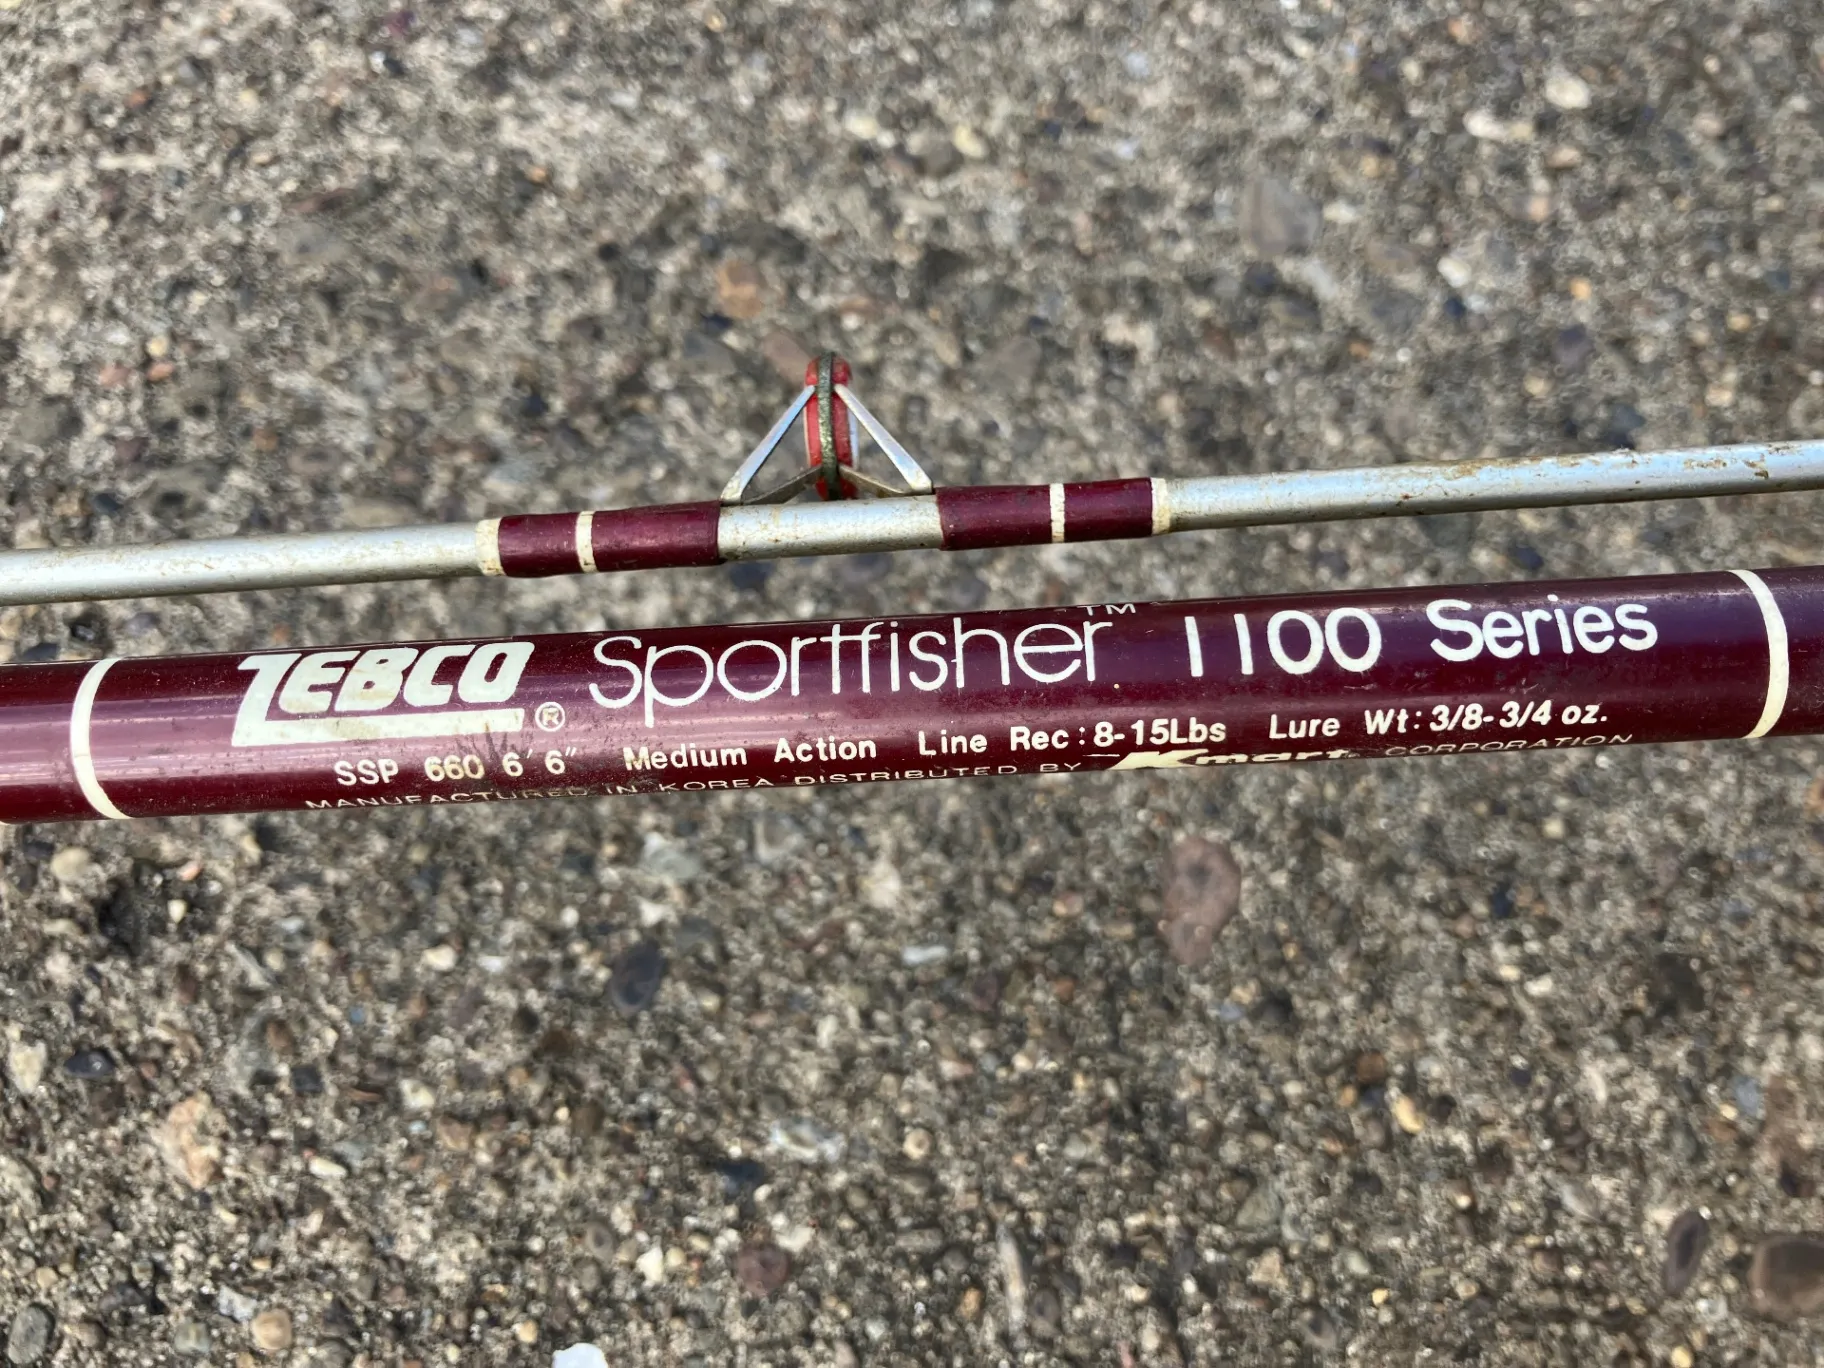 ZEBCO® Sportfisher™ 1100 Series
SSP 660 6' 6" Medium Action Line Rec: 8-15Lbs Lure Wt: 3/8-3/4 oz.
MANUFACTURED IN KOREA DISTRIBUTED BY Kmart CORPORATION